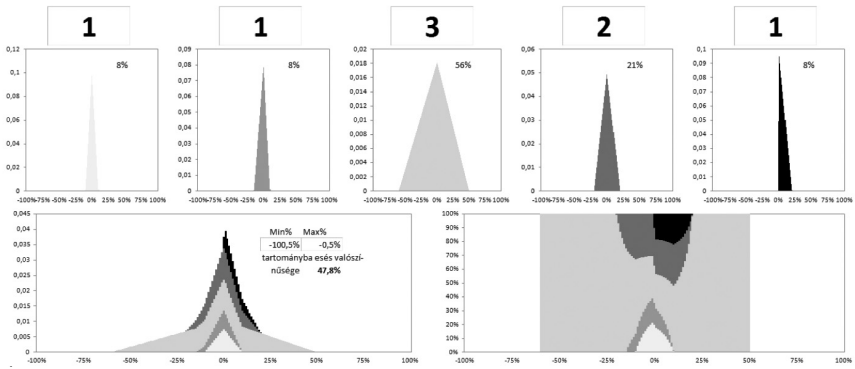 1 1 3 2 1
0,12 0,09 0,02 0,06 0,1
8% 8% 56% 21% 8%
0,1 0,08 0,018 0,05 0,09
0,08 0,07 0,016 0,04 0,08
0,06 0,06 0,014 0,03 0,07
0,04 0,05 0,012 0,02 0,06
0,02 0,04 0,01 0,01 0,05
0 0,03 0,008 0 0,04
0,02 0,006 0,03
0,01 0,004 0,02
0 0,002 0,01
0 0
-100%-75% -50% -25% 0% 25% 50% 75% 100% -100%-75% -50% -25% 0% 25% 50% 75% 100% -100%-75% -50% -25% 0% 25% 50% 75% 100% -100%-75% -50% -25% 0% 25% 50% 75% 100% -100%-75% -50% -25% 0% 25% 50% 75% 100%
0,045
0,04
0,035
0,03
0,025
0,02
0,015
0,01
0,005
0
Min% Max%
-100,5% -0,5%
tartományba esés valószí-
nűsége 47,8%
-100% -75% -50% -25% 0% 25% 50% 75% 100%
100%
90%
80%
70%
60%
50%
40%
30%
20%
10%
0%
-100% -75% -50% -25% 0% 25% 50% 75% 100%